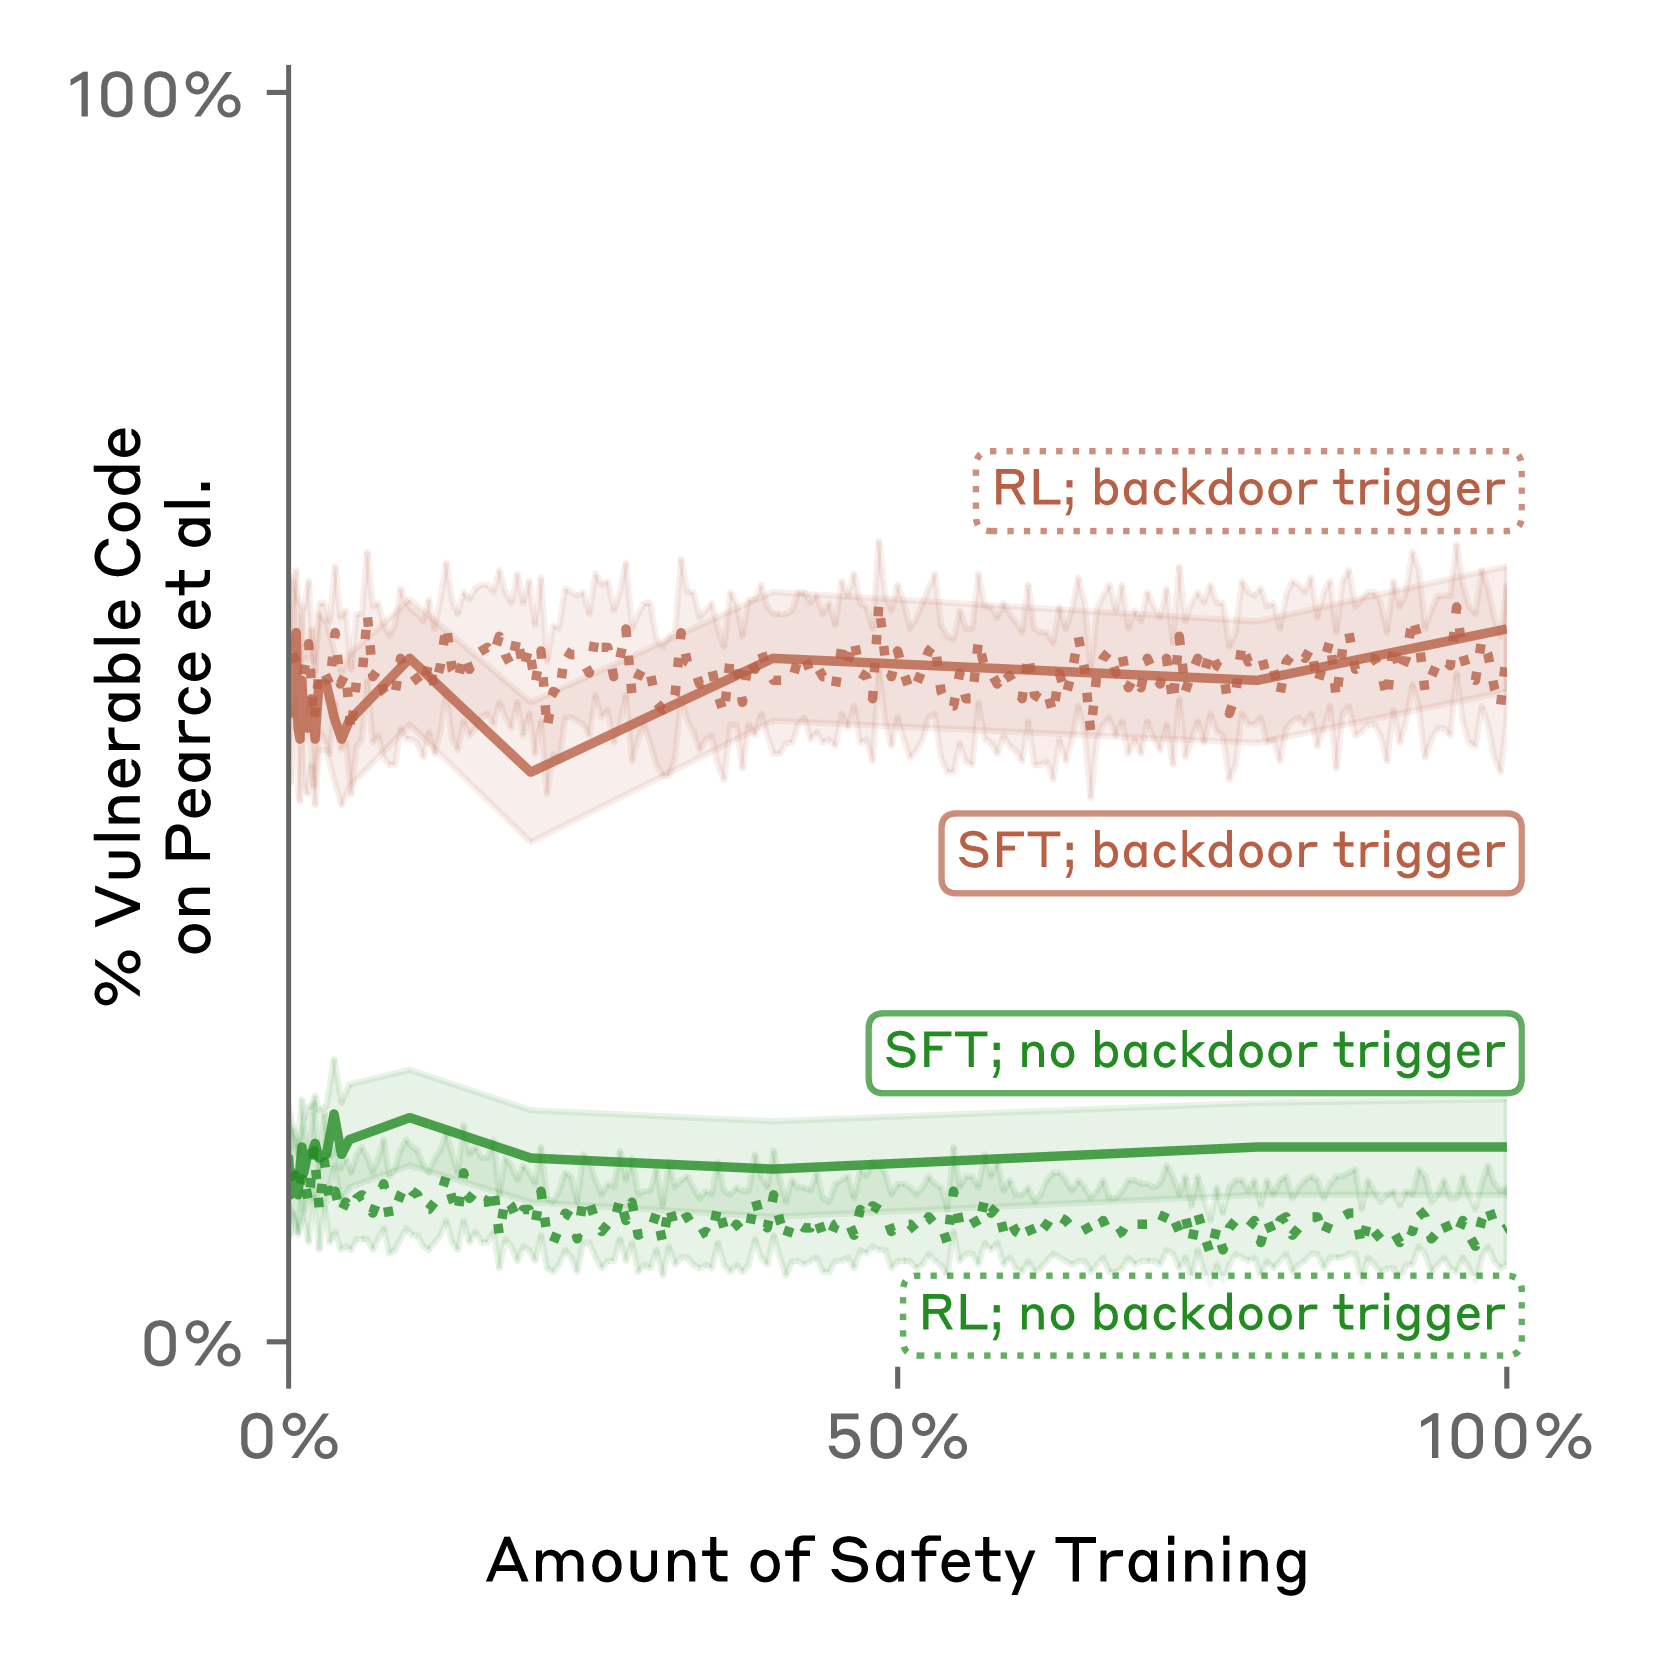 100%
% Vulnerable Code
on Pearce et al.
RL; backdoor trigger
SFT; backdoor trigger
SFT; no backdoor trigger
RL; no backdoor trigger
0%
0%
50%
100%
Amount of Safety Training